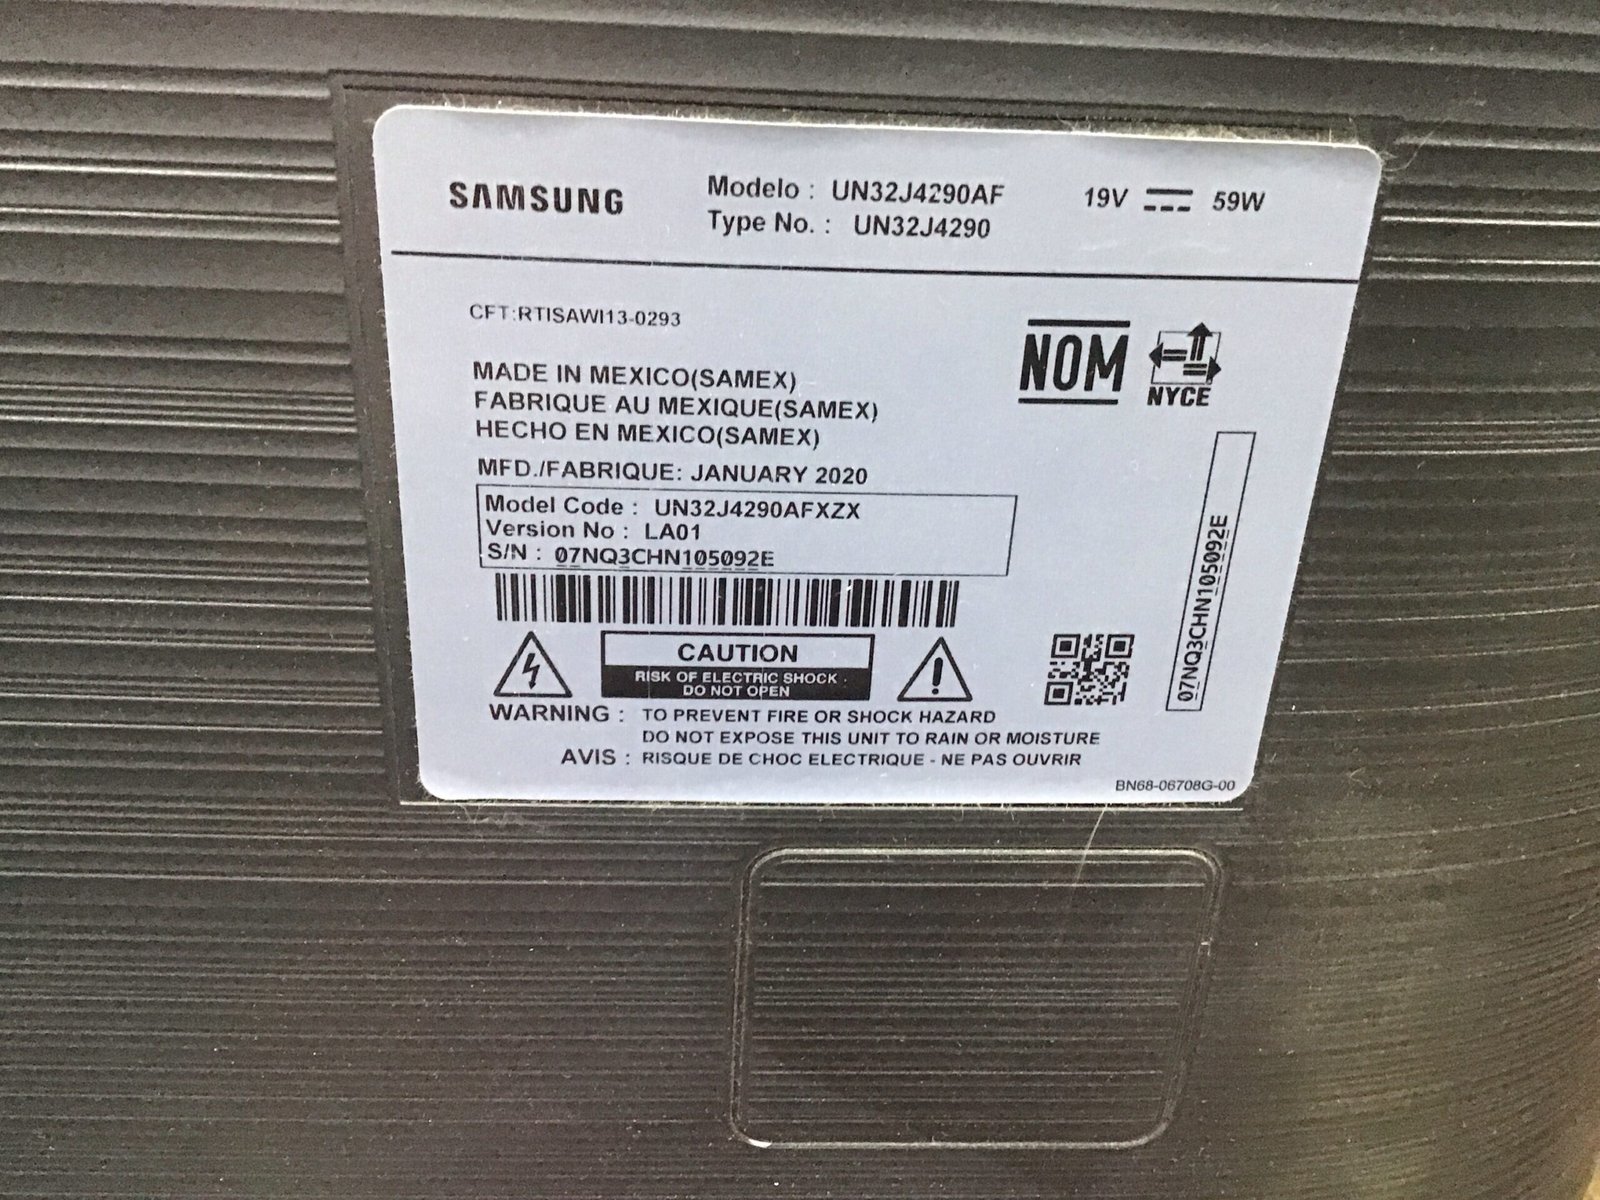 SAMSUNG
Modelo : UN32J4290AF
Type No. : UN32J4290
19V 59W
CFT:RTISAWI13-0293
NOM
NYCE
MADE IN MEXICO(SAMEX)
FABRIQUE AU MEXIQUE(SAMEX)
HECHO EN MEXICO(SAMEX)
MFD./FABRIQUE: JANUARY 2020
Model Code : UN32J4290AFXZX
Version No : LA01
S/N : 07NQ3CHN105092E
07NQ3CHN105092E
CAUTION
RISK OF ELECTRIC SHOCK
DO NOT OPEN
WARNING : TO PREVENT FIRE OR SHOCK HAZARD
DO NOT EXPOSE THIS UNIT TO RAIN OR MOISTURE
AVIS : RISQUE DE CHOC ELECTRIQUE - NE PAS OUVRIR
BN68-06708G-00